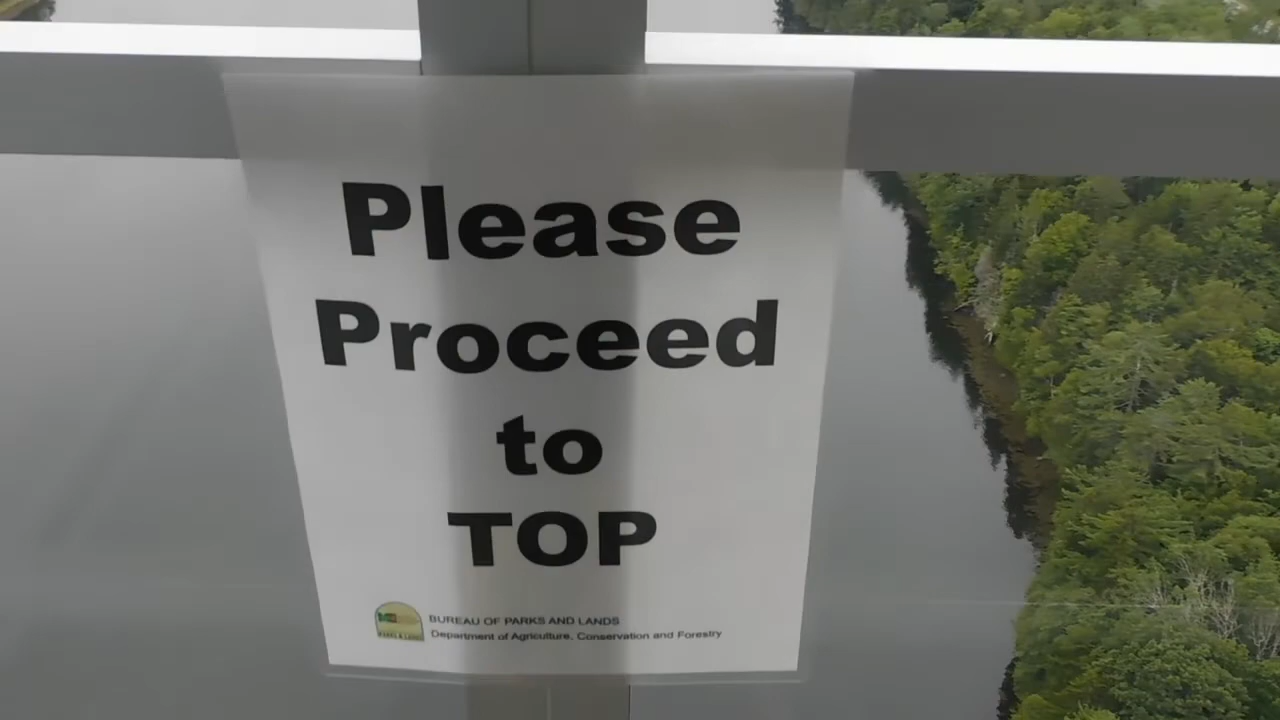 Please
Proceed
to
TOP
BUREAU OF PARKS AND LANDS
Department of Agriculture, Conservation and Forestry